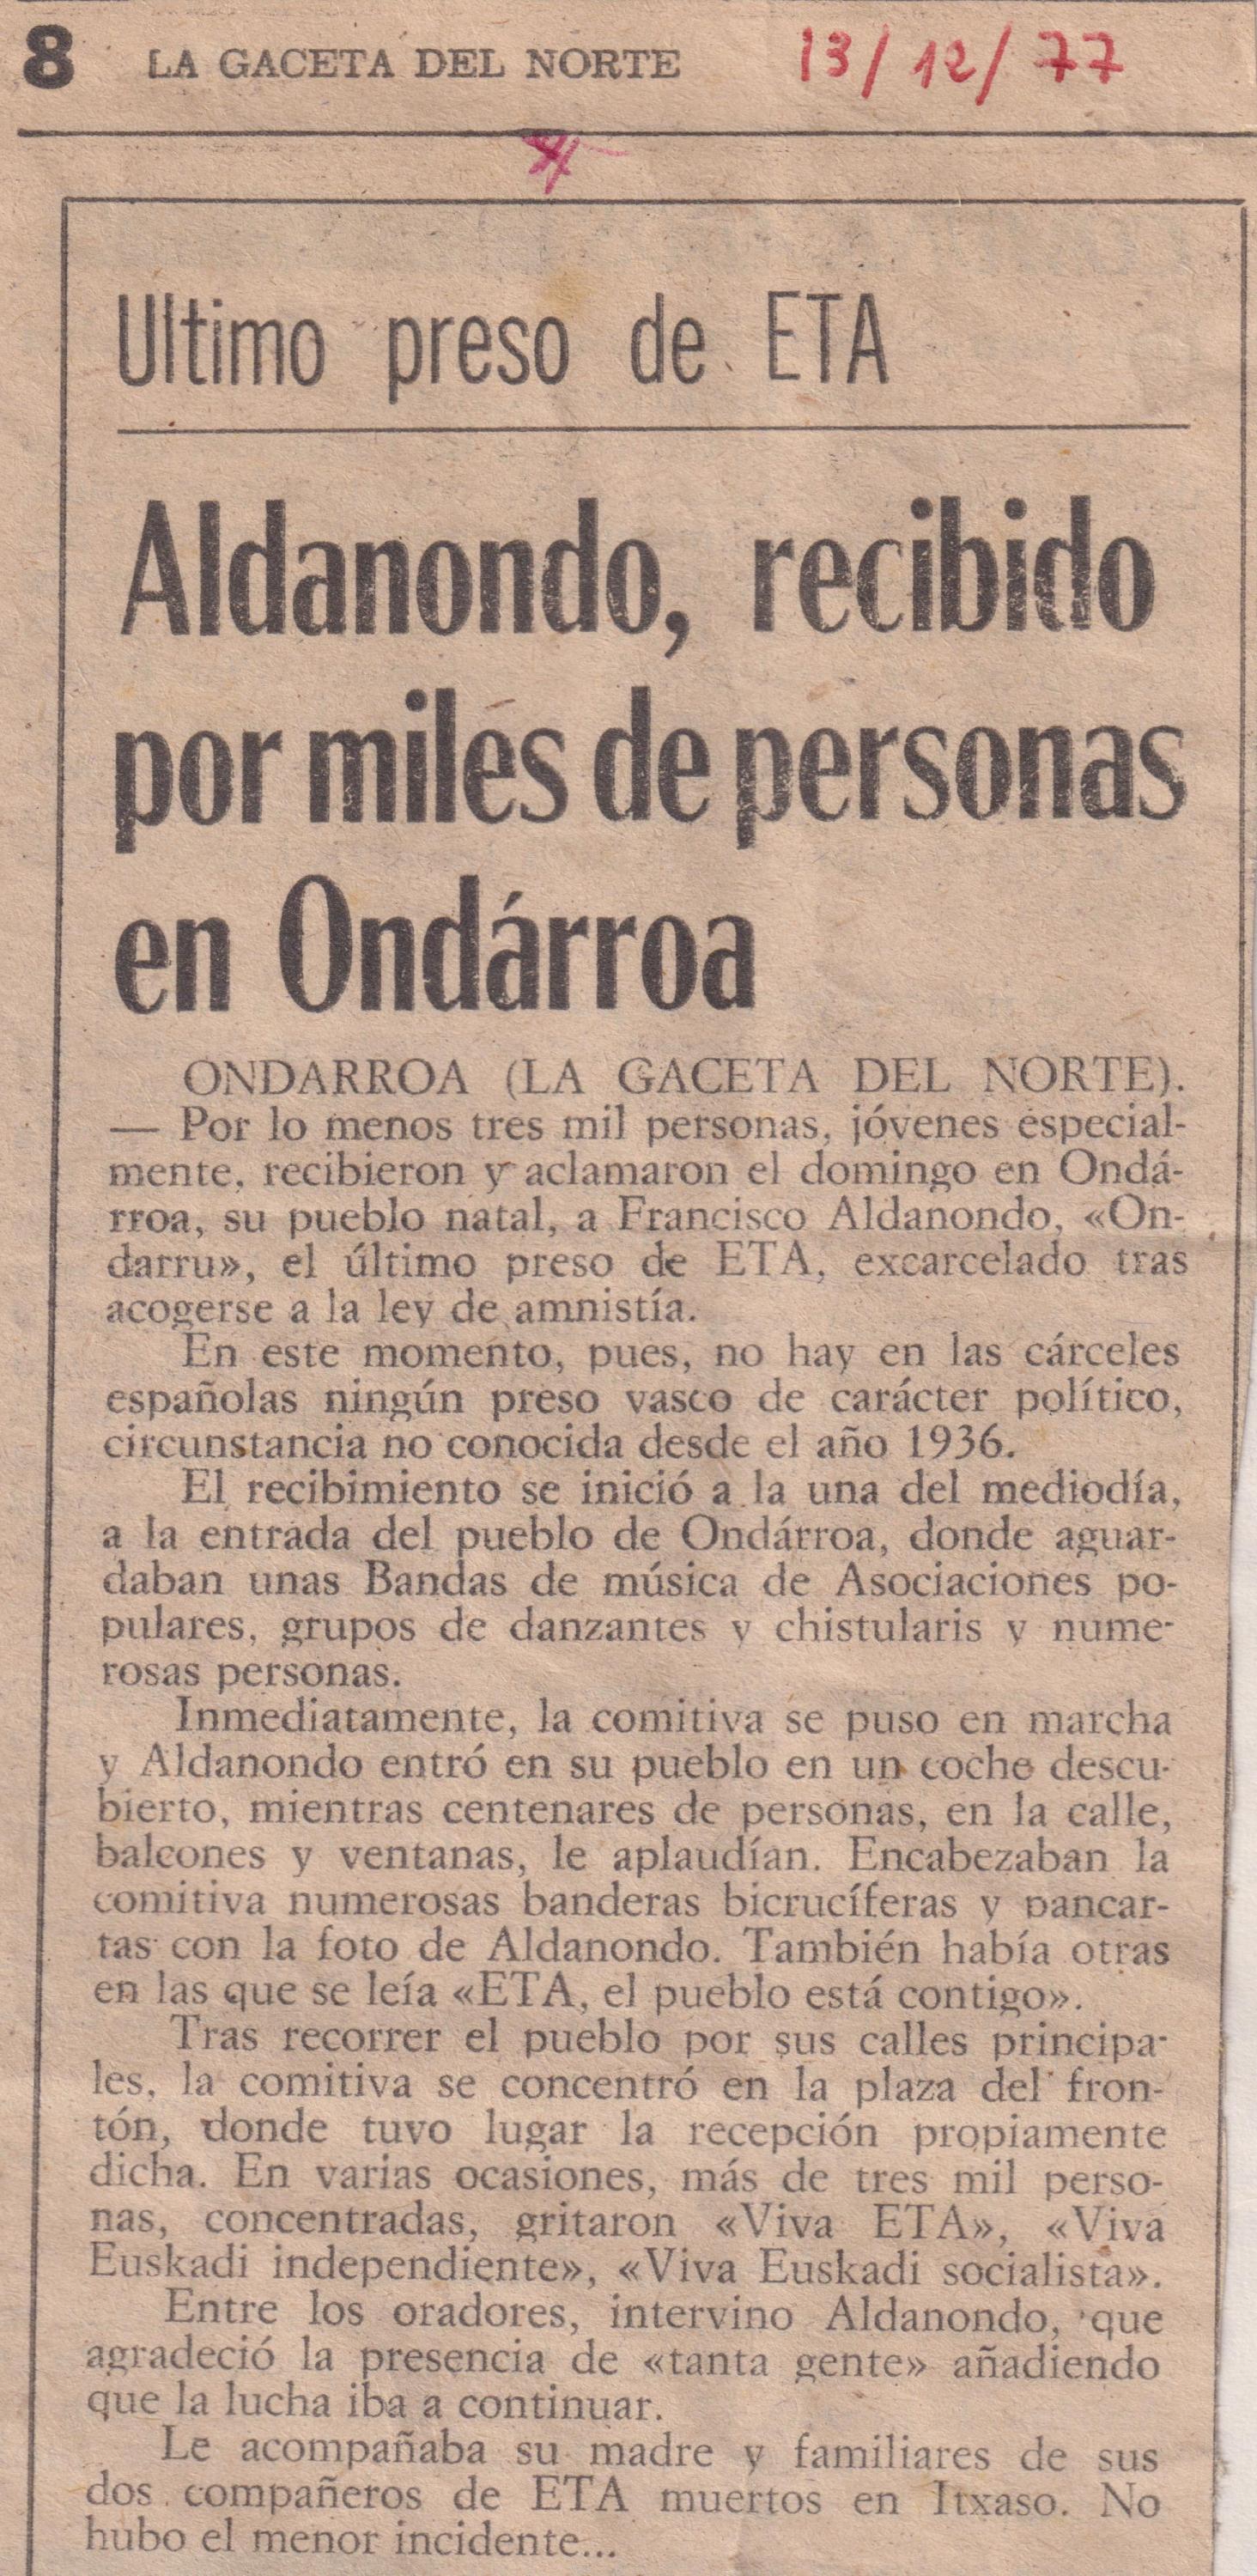 8 LA GACETA DEL NORTE 13/12/77
Ultimo preso de ETA
Aldanondo, recibido
por miles de personas
en Ondárroa
ONDARROA (LA GACETA DEL NORTE).
— Por lo menos tres mil personas, jóvenes especial-
mente, recibieron y aclamaron el domingo en Ondá-
rroa, su pueblo natal, a Francisco Aldanondo, «On-
darru», el último preso de ETA, excarcelado tras
acogerse a la ley de amnistía.
En este momento, pues, no hay en las cárceles
españolas ningún preso vasco de carácter político,
circunstancia no conocida desde el año 1936.
El recibimiento se inició a la una del mediodía,
a la entrada del pueblo de Ondárroa, donde aguar-
daban unas Bandas de música de Asociaciones po-
pulares, grupos de danzantes y chistularis y nume-
rosas personas.
Inmediatamente, la comitiva se puso en marcha
y Aldanondo entró en su pueblo en un coche descu-
bierto, mientras centenares de personas, en la calle,
balcones y ventanas, le aplaudían. Encabezaban la
comitiva numerosas banderas bicrucíferas y pancar-
tas con la foto de Aldanondo. También había otras
en las que se leía «ETA, el pueblo está contigo».
Tras recorrer el pueblo por sus calles principa-
les, la comitiva se concentró en la plaza del fron-
tón, donde tuvo lugar la recepción propiamente
dicha. En varias ocasiones, más de tres mil perso-
nas, concentradas, gritaron «Viva ETA», «Viva
Euskadi independiente», «Viva Euskadi socialista».
Entre los oradores, intervino Aldanondo, que
agradeció la presencia de «tanta gente» añadiendo
que la lucha iba a continuar.
Le acompañaba su madre y familiares de sus
dos compañeros de ETA muertos en Itxaso. No
hubo el menor incidente...